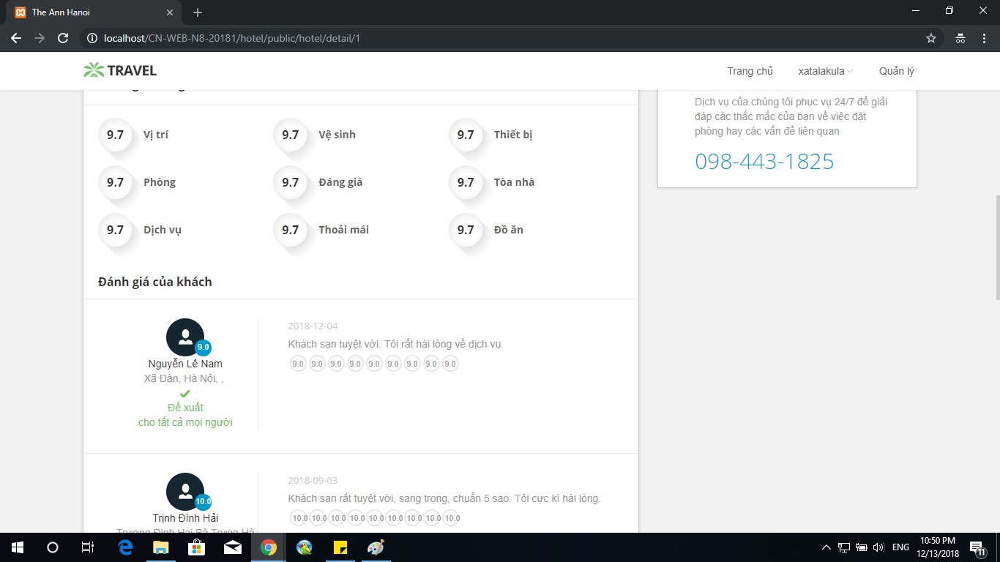 The Ann Hanoi
localhost/CN-WEB-N8-20181/hotel/public/hotel/detail/1
TRAVEL
Trang chủ
xatalakula
Quản lý
Dịch vụ của chúng tôi phục vụ 24/7 để giải
đáp các thắc mắc của bạn về việc đặt
phòng hay các vấn đề liên quan
098-443-1825
9.7 Vị trí
9.7 Vệ sinh
9.7 Thiết bị
9.7 Phòng
9.7 Đáng giá
9.7 Tòa nhà
9.7 Dịch vụ
9.7 Thoải mái
9.7 Đồ ăn
Đánh giá của khách
9.0
Nguyễn Lê Nam
Xã Đàn, Hà Nội, ,
Đề xuất
cho tất cả mọi người
2018-12-04
Khách sạn tuyệt vời. Tôi rất hài lòng về dịch vụ.
9.0 9.0 9.0 9.0 9.0 9.0 9.0 9.0 9.0
10.0
Trịnh Đình Hải
2018-09-03
Khách sạn rất tuyệt vời, sang trọng, chuẩn 5 sao. Tôi cực kì hài lòng.
10.0 10.0 10.0 10.0 10.0 10.0 10.0 10.0 10.0
ENG
10:50 PM
12/13/2018
11